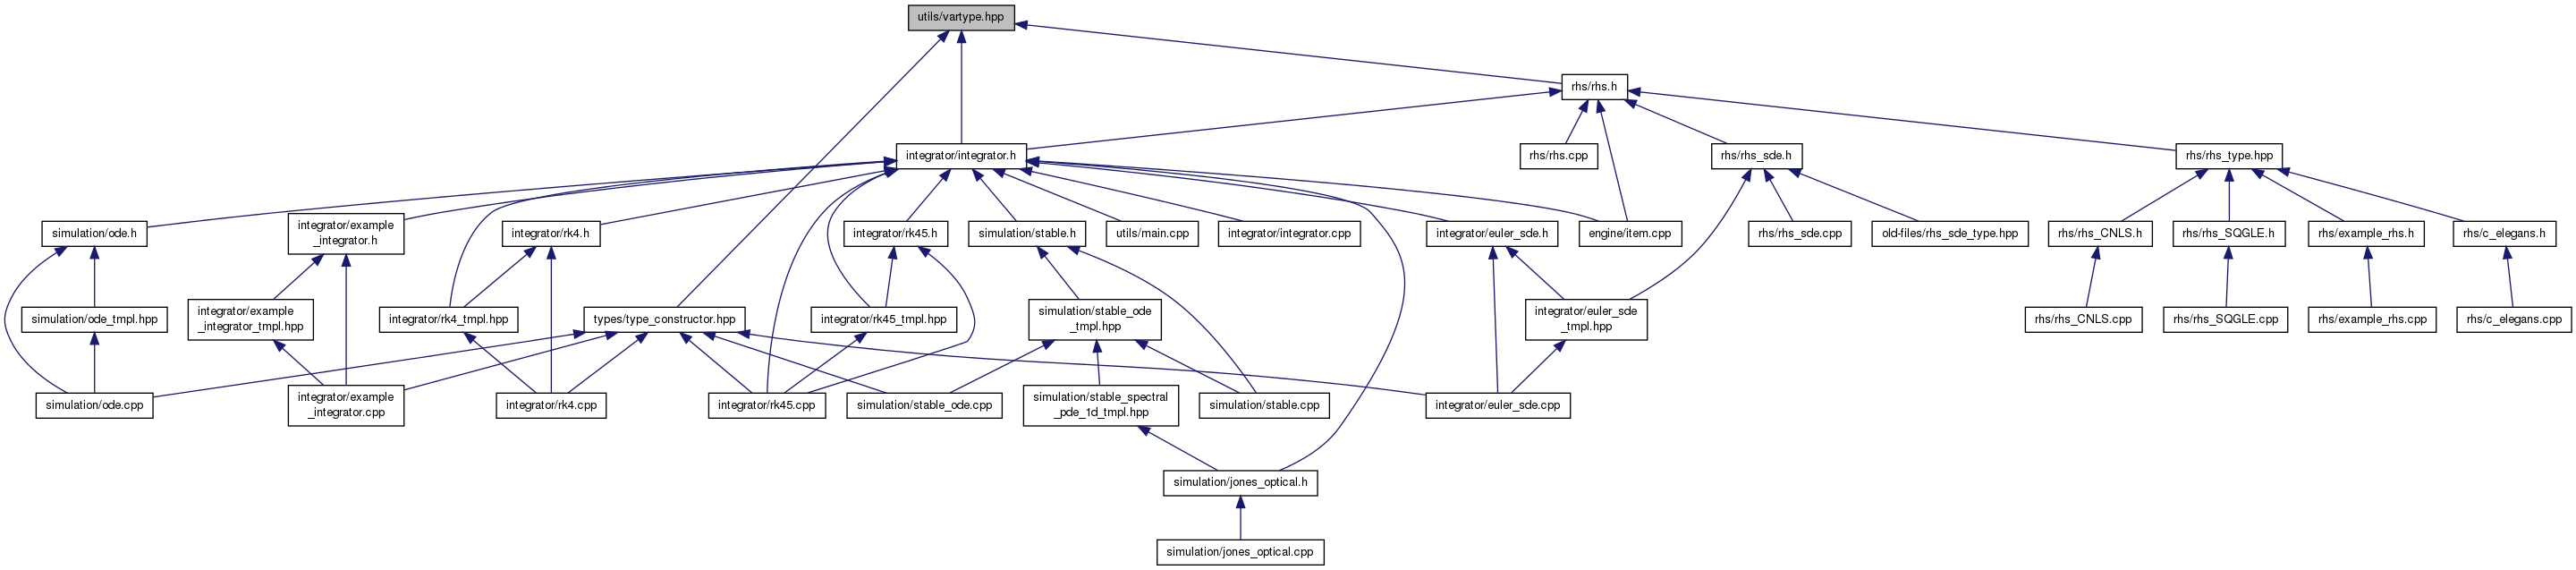 utils/vartype.hpp
rhs/rhs.h
integrator/integrator.h
rhs/rhs.cpp
rhs/rhs_sde.h
rhs/rhs_type.hpp
simulation/ode.h
integrator/example
_integrator.h
integrator/rk4.h
integrator/rk45.h
simulation/stable.h
utils/main.cpp
integrator/integrator.cpp
integrator/euler_sde.h
engine/item.cpp
rhs/rhs_sde.cpp
old-files/rhs_sde_type.hpp
rhs/rhs_CNLS.h
rhs/rhs_SQGLE.h
rhs/example_rhs.h
rhs/c_elegans.h
simulation/ode_tmpl.hpp
integrator/example
_integrator_tmpl.hpp
integrator/rk4_tmpl.hpp
types/type_constructor.hpp
integrator/rk45_tmpl.hpp
simulation/stable_ode
_tmpl.hpp
integrator/euler_sde
_tmpl.hpp
rhs/rhs_CNLS.cpp
rhs/rhs_SQGLE.cpp
rhs/example_rhs.cpp
rhs/c_elegans.cpp
simulation/ode.cpp
integrator/example
_integrator.cpp
integrator/rk4.cpp
integrator/rk45.cpp
simulation/stable_ode.cpp
simulation/stable_spectral
_pde_1d_tmpl.hpp
simulation/stable.cpp
integrator/euler_sde.cpp
simulation/jones_optical.h
simulation/jones_optical.cpp